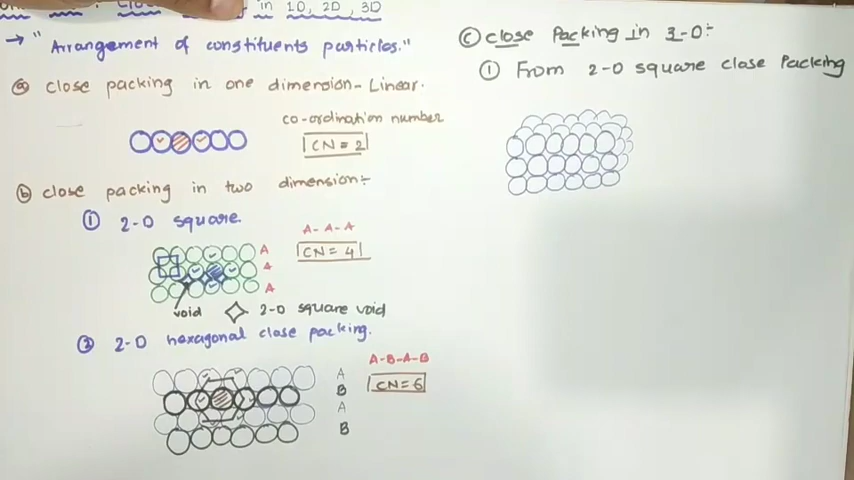 in 1D, 2D, 3D
→ "Arrangement of constituents particles."
ⓐ close packing in one dimension - Linear.
co-ordination number
CN = 2
ⓑ close packing in two dimension:-
① 2-D square.
A-A-A
CN = 4
A
A
A
void
2-D square void
② 2-D hexagonal close packing.
A-B-A-B
CN = 6
A
B
A
B
ⓒ close Packing in 3-D:-
① From 2-D square close Packing